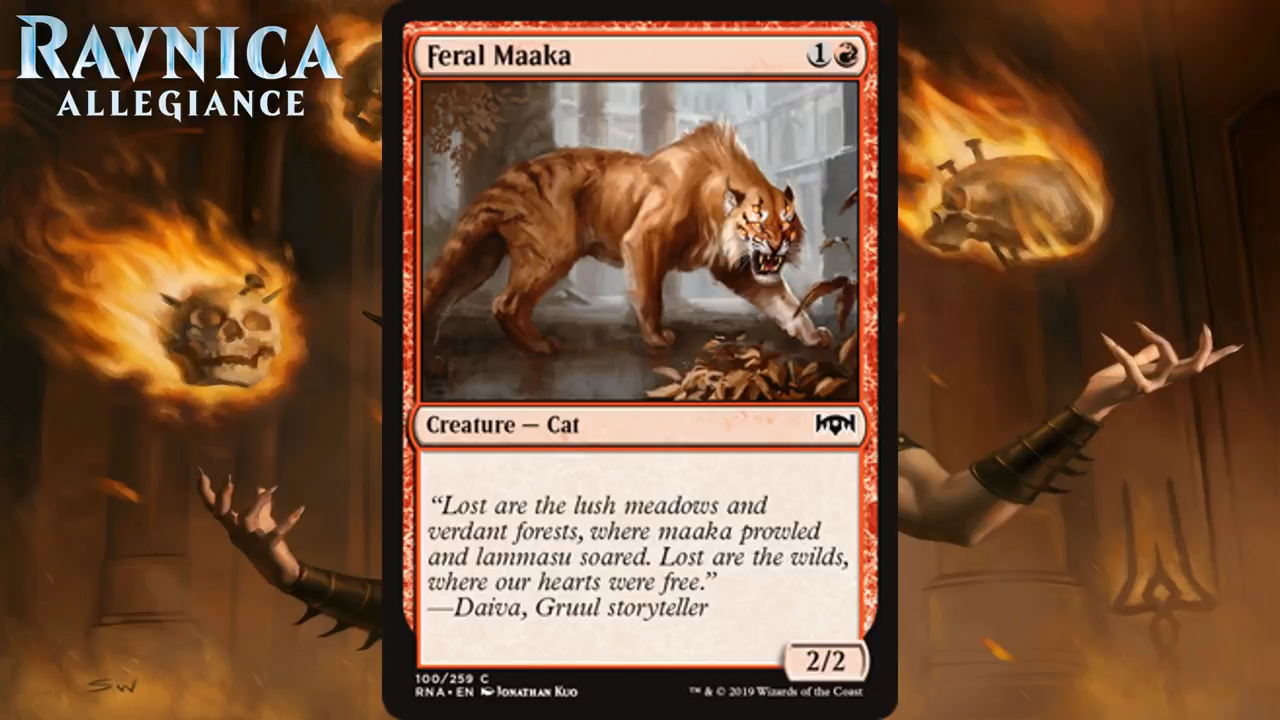 RAVNICA
ALLEGIANCE
Feral Maaka
1
Creature — Cat
“Lost are the lush meadows and
verdant forests, where maaka prowled
and lammasu soared. Lost are the wilds,
where our hearts were free.”
—Daiva, Gruul storyteller
2/2
100/259 C
RNA • EN Jonathan Kuo
™ & © 2019 Wizards of the Coast
SW